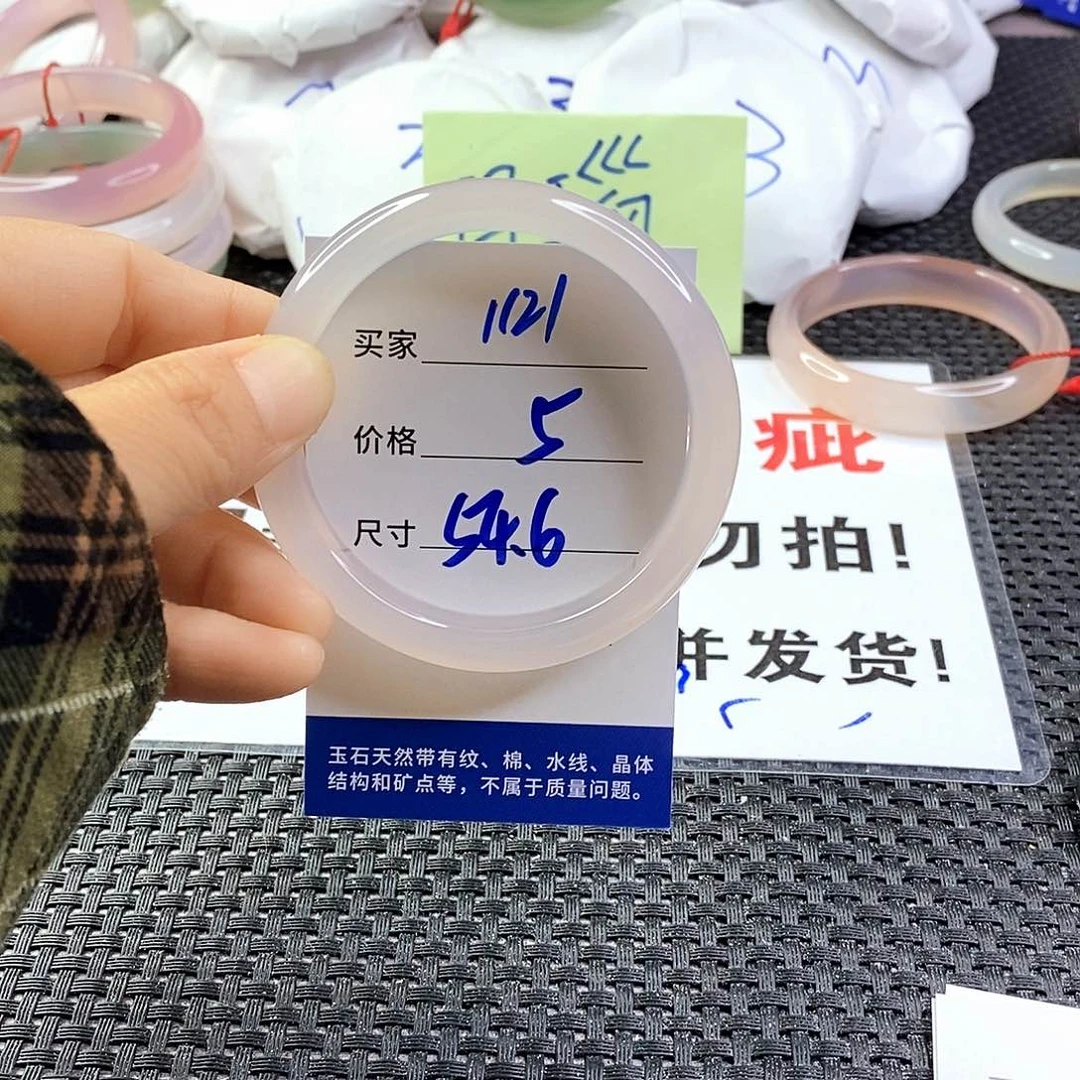 买家 1121
价格 5
尺寸 54.6
玉石天然带有纹、棉、水线、晶体
结构和矿点等，不属于质量问题。
疵
勿拍！
并发货！